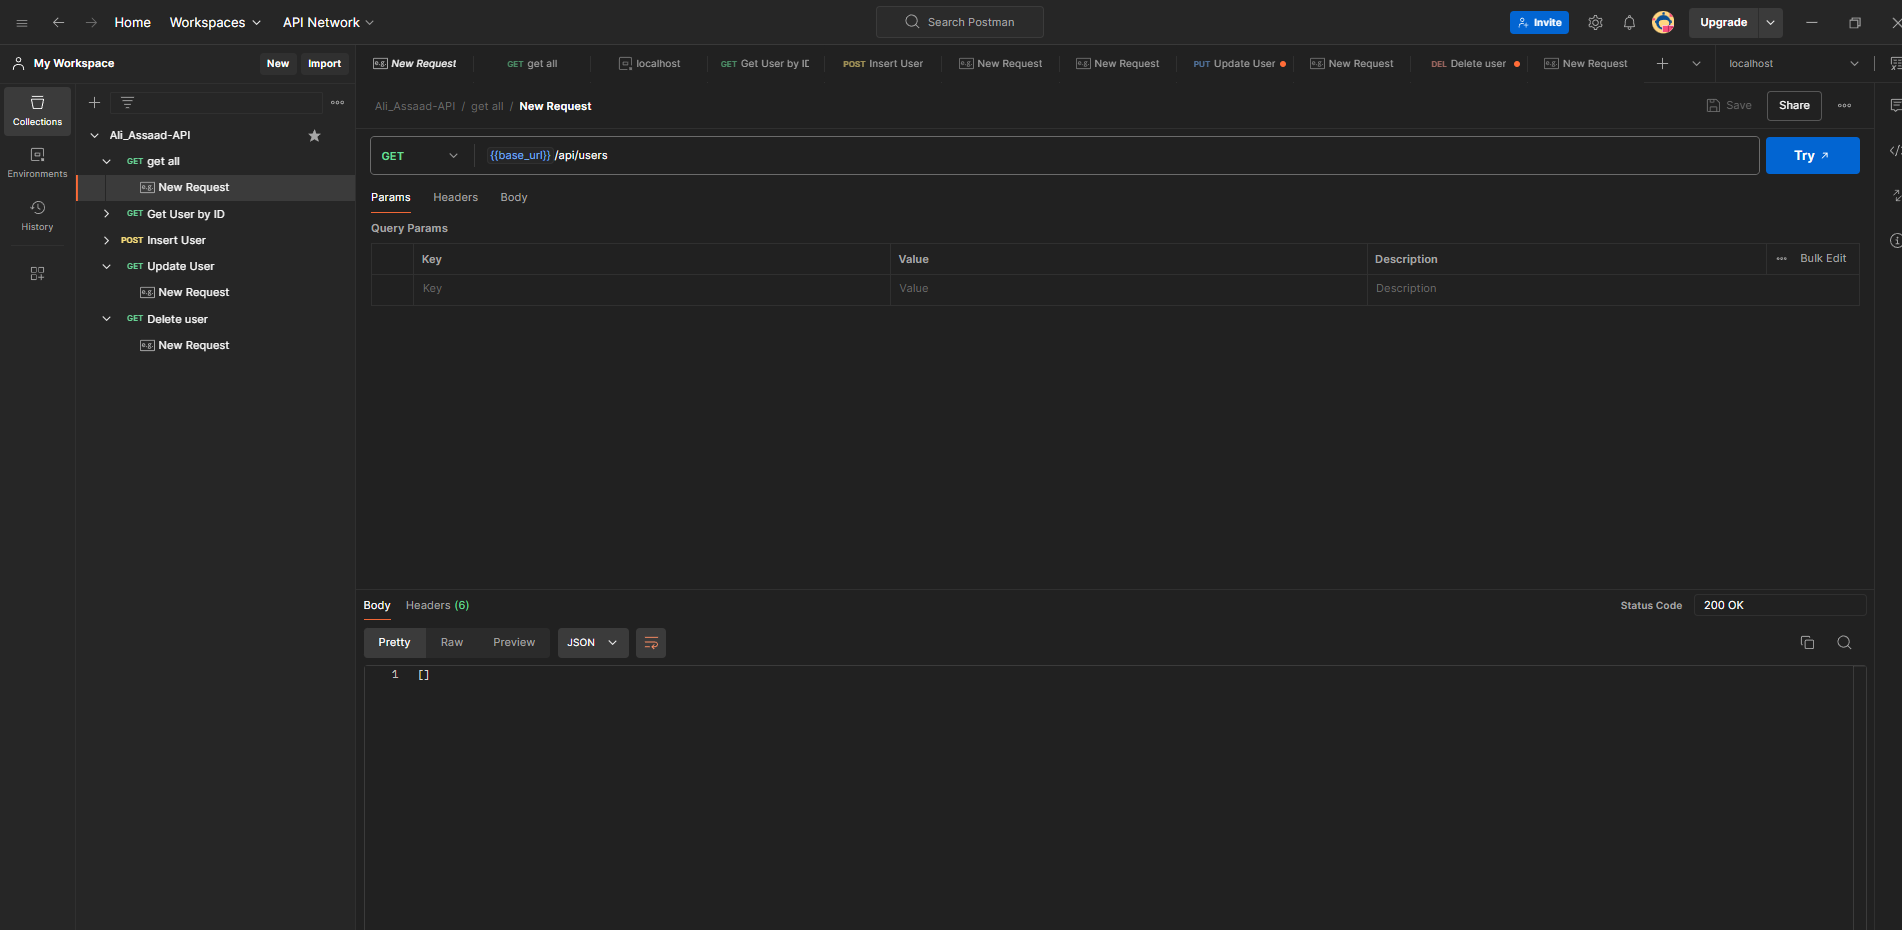 Home Workspaces API Network Search Postman Invite Upgrade
My Workspace New Import
New Request GET get all localhost GET Get User by ID POST Insert User New Request New Request PUT Update User New Request DEL Delete user New Request localhost
Collections
Environments
History
Ali_Assaad-API
GET get all
e.g. New Request
GET Get User by ID
POST Insert User
GET Update User
e.g. New Request
GET Delete user
e.g. New Request
Ali_Assaad-API / get all / New Request Save Share
GET {{base_url}} /api/users Try
Params Headers Body
Query Params
Key Value Description Bulk Edit
Key Value Description
Body Headers (6) Status Code 200 OK
Pretty Raw Preview JSON
1 []